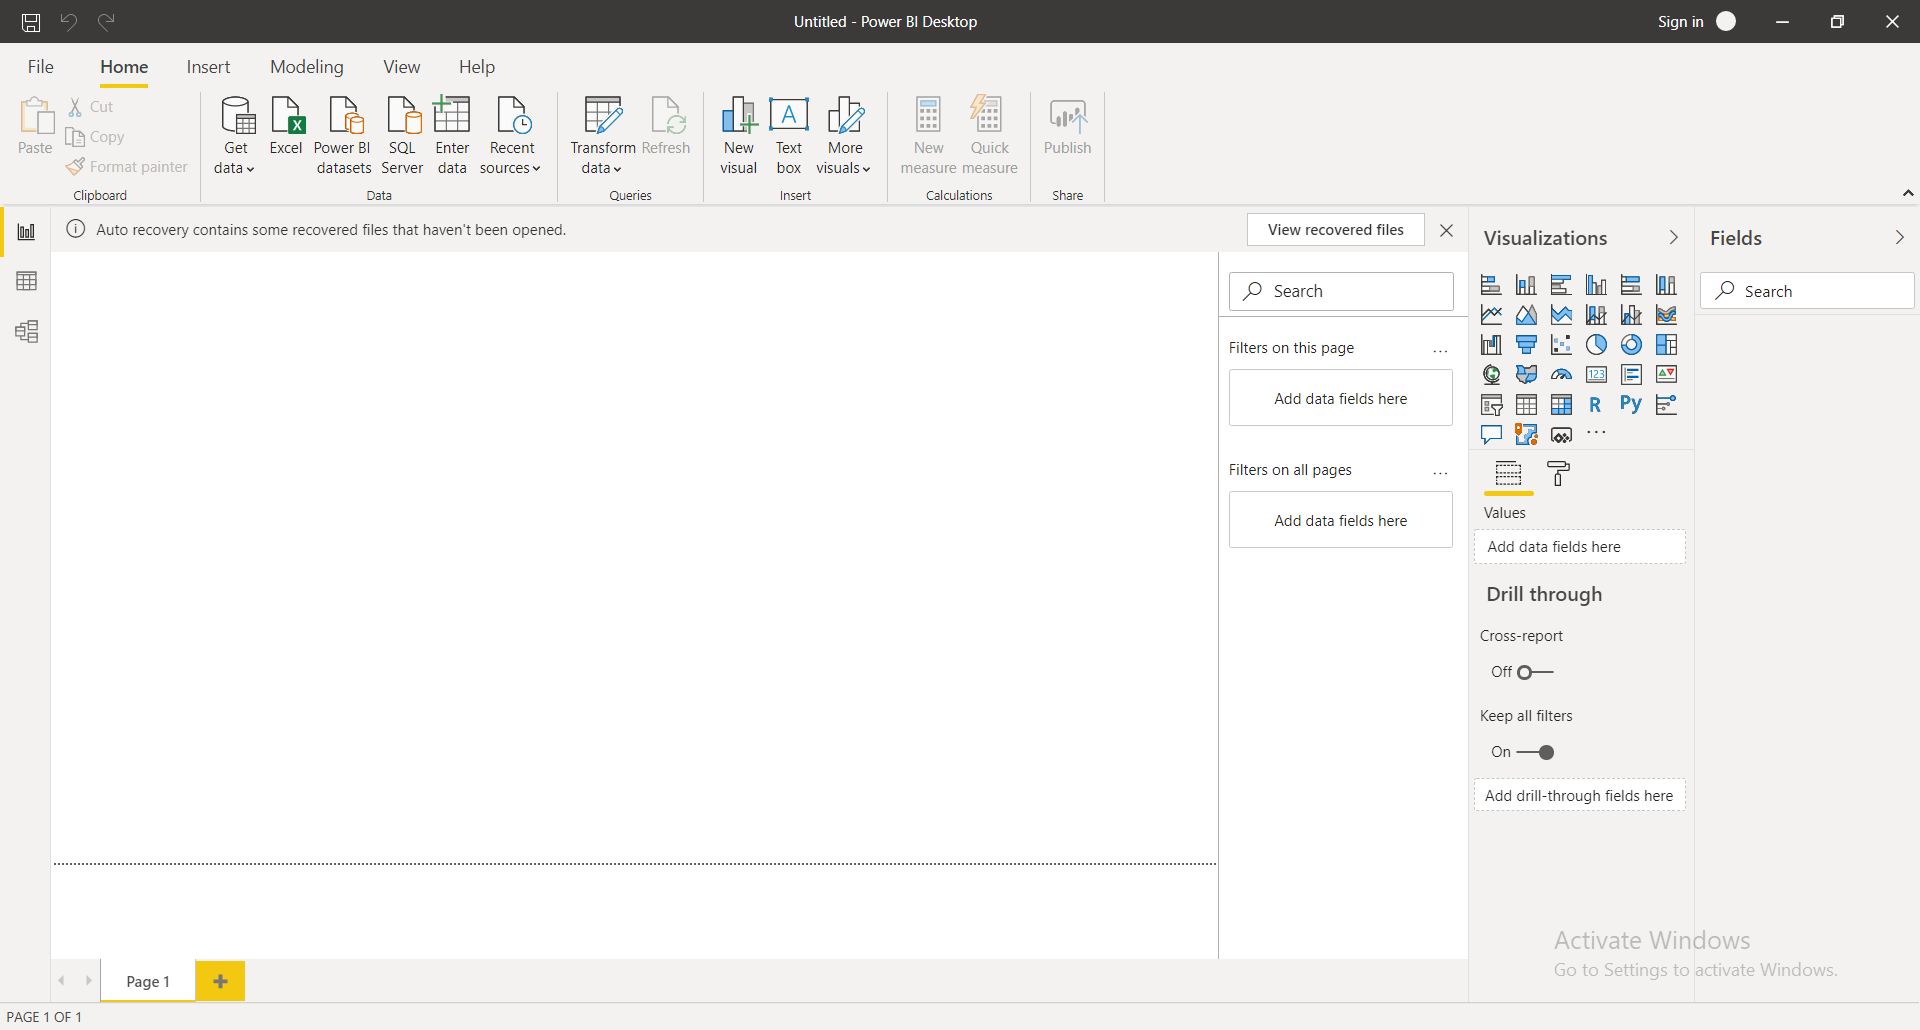 Untitled - Power BI Desktop
Sign in
File Home Insert Modeling View Help
Paste
Cut
Copy
Format painter
Clipboard
Get data
Excel
Power BI datasets
SQL Server
Enter data
Recent sources
Data
Transform data
Refresh
Queries
New visual
Text box
More visuals
Insert
New measure
Quick measure
Calculations
Publish
Share
Auto recovery contains some recovered files that haven't been opened.
View recovered files
Search
Filters on this page
...
Add data fields here
Filters on all pages
...
Add data fields here
Visualizations
123
R
Py
...
Values
Add data fields here
Drill through
Cross-report
Off
Keep all filters
On
Add drill-through fields here
Fields
Search
Activate Windows
Go to Settings to activate Windows.
Page 1
PAGE 1 OF 1